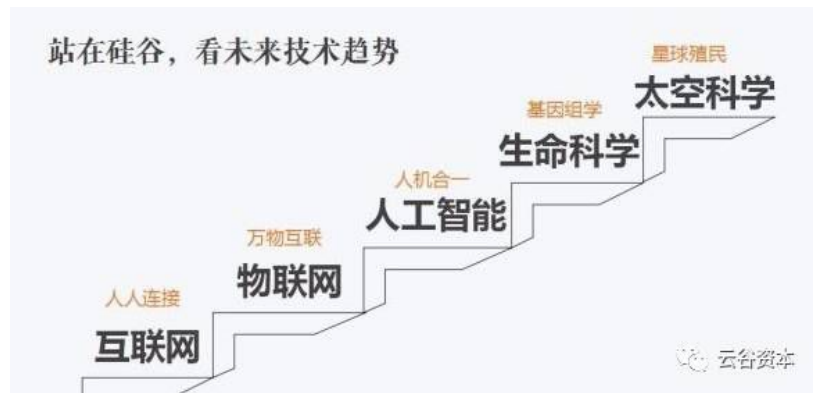 站在硅谷，看未来技术趋势
星球殖民
太空科学
基因组学
生命科学
人机合一
人工智能
万物互联
物联网
人人连接
互联网
云谷资本